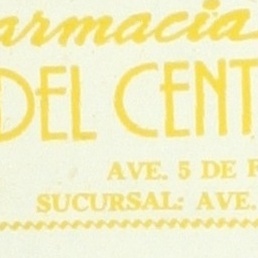 armacia
DEL CENT
AVE. 5 DE F
SUCURSAL: AVE.